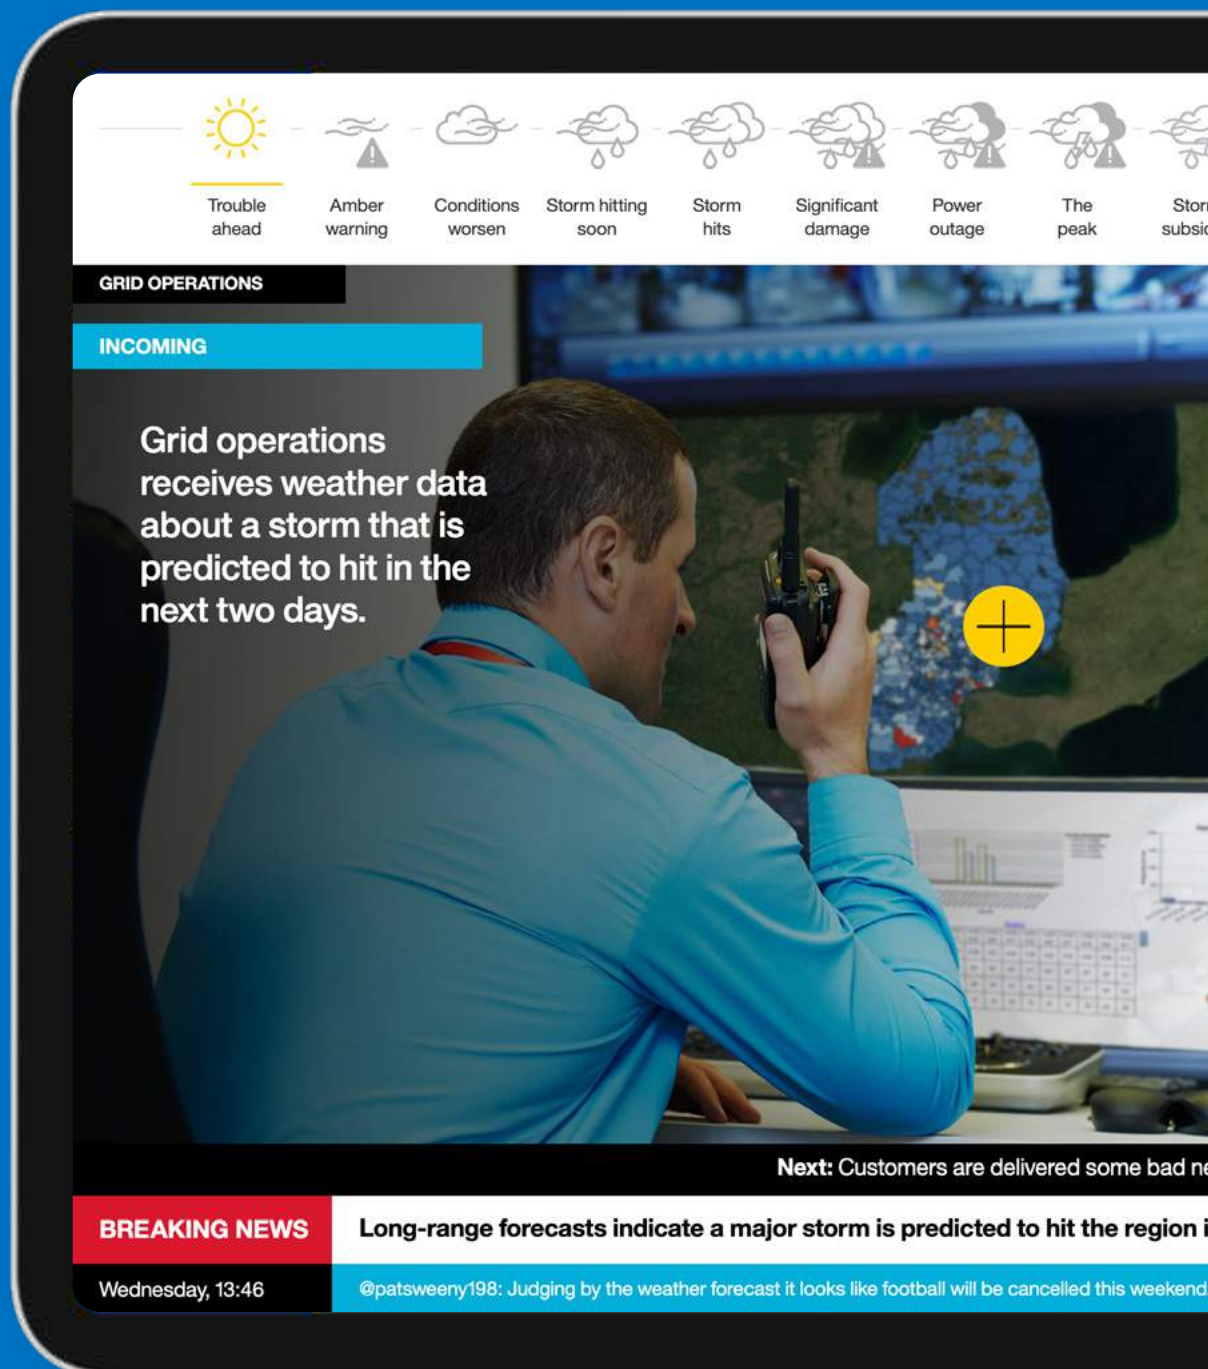 Trouble
ahead
Amber
warning
Conditions
worsen
Storm hitting
soon
Storm
hits
Significant
damage
Power
outage
The
peak
GRID OPERATIONS
INCOMING
Grid operations
receives weather data
about a storm that is
predicted to hit in the
next two days.
Next: Customers are delivered some bad
BREAKING NEWS
Long-range forecasts indicate a major storm is predicted to hit the region
Wednesday, 13:46
@patsweeny198: Judging by the weather forecast it looks like football will be cancelled this weekend